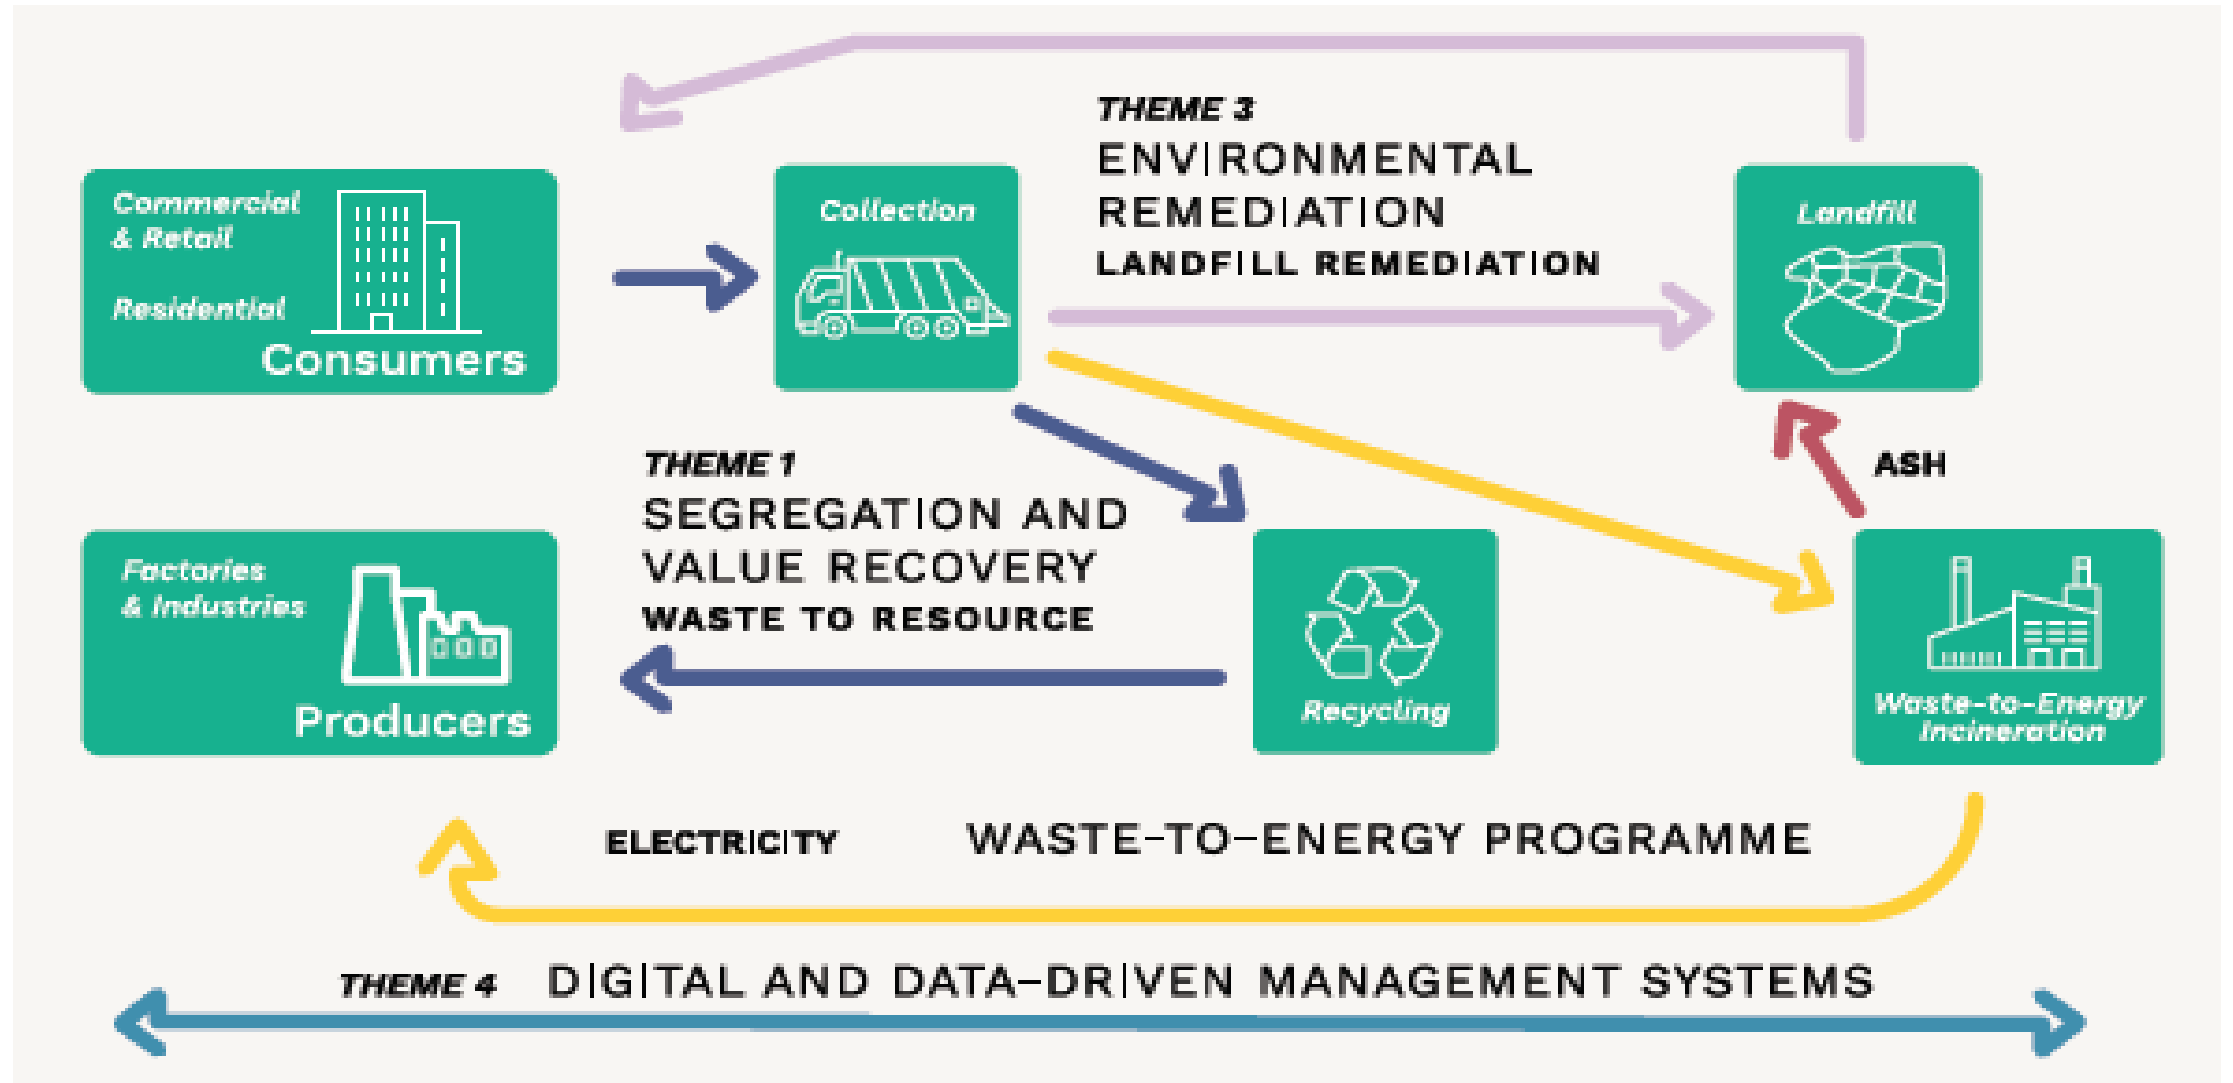 THEME 3
ENVIRONMENTAL
REMEDIATION
LANDFILL REMEDIATION
Commercial
& Retail
Residential
Consumers
Collection
Landfill
ASH
THEME 1
SEGREGATION AND
VALUE RECOVERY
WASTE TO RESOURCE
Factories
& Industries
Producers
Recycling
Waste-to-Energy
Incineration
ELECTRICITY
WASTE-TO-ENERGY PROGRAMME
THEME 4 DIGITAL AND DATA-DRIVEN MANAGEMENT SYSTEMS